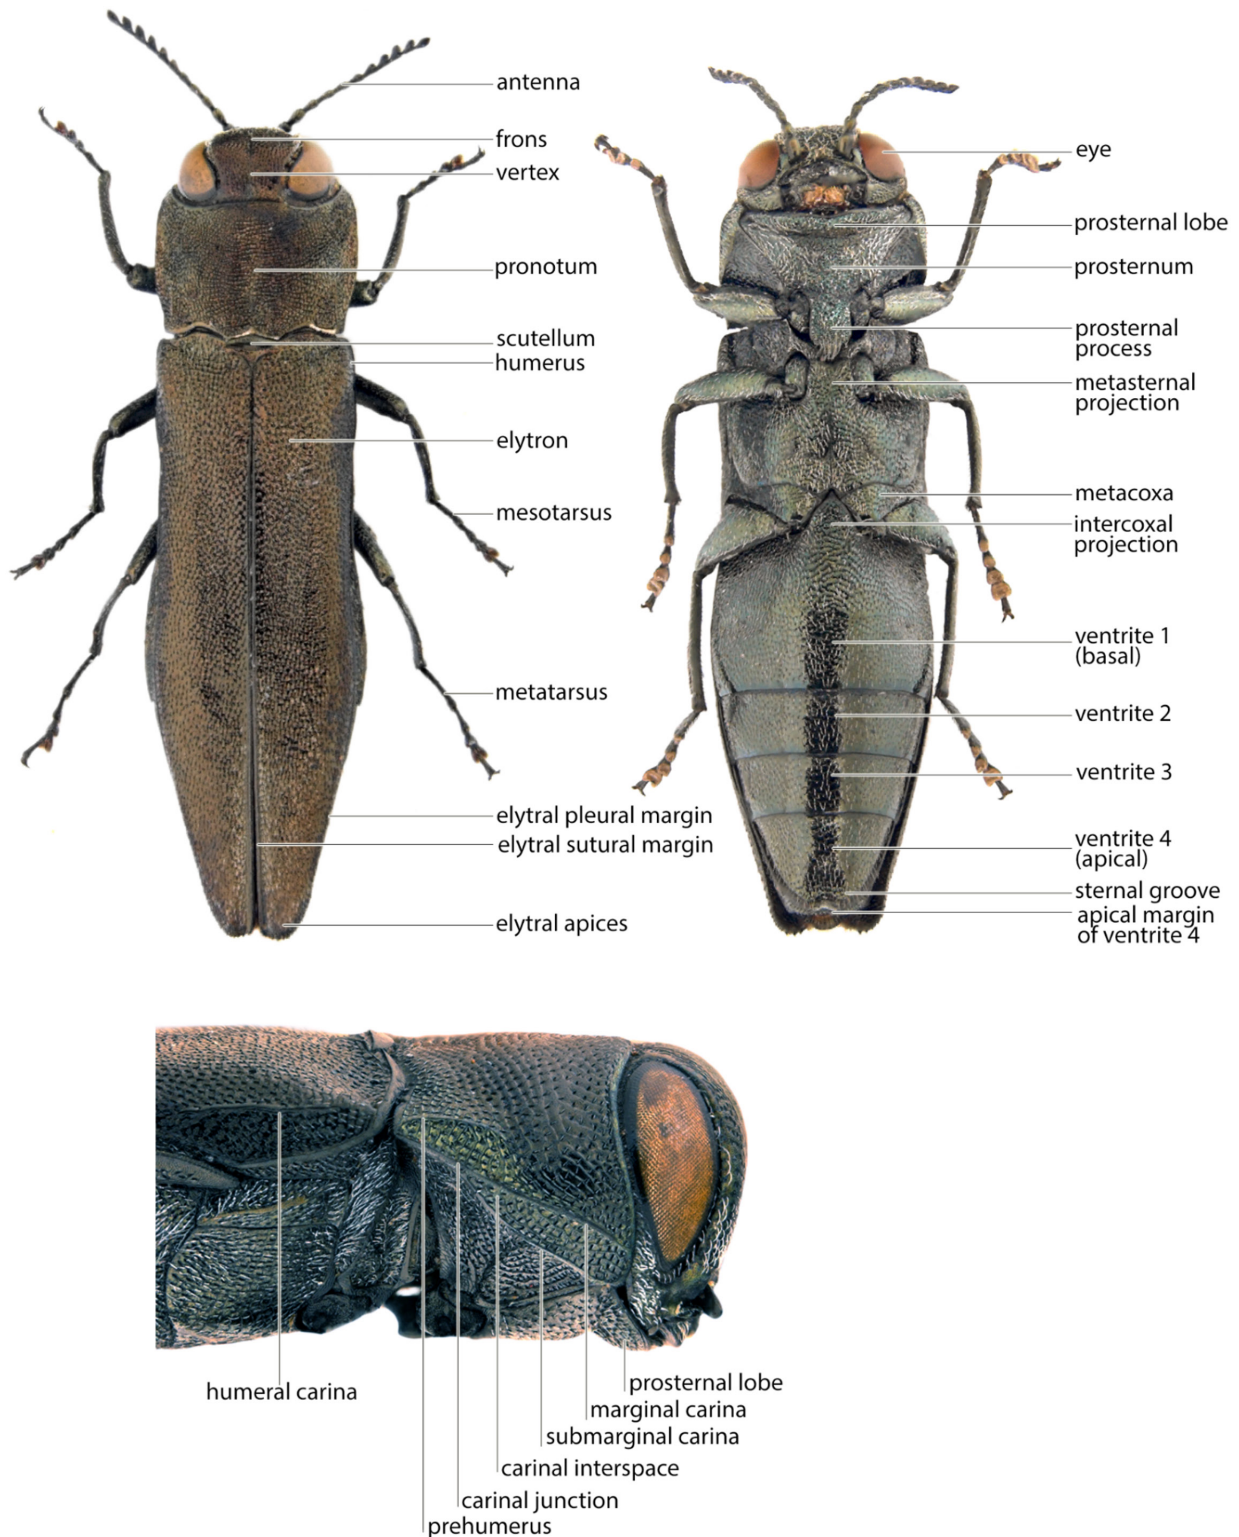 antenna
frons
vertex
pronotum
scutellum
humerus
elytron
mesotarsus
metatarsus
elytral pleural margin
elytral sutural margin
elytral apices
eye
prosternal lobe
prosternum
prosternal
process
metasternal
projection
metacoxa
intercoxal
projection
ventrite 1
(basal)
ventrite 2
ventrite 3
ventrite 4
(apical)
sternal groove
apical margin
of ventrite 4
humeral carina
prosternal lobe
marginal carina
submarginal carina
carinal interspace
carinal junction
prehumerus